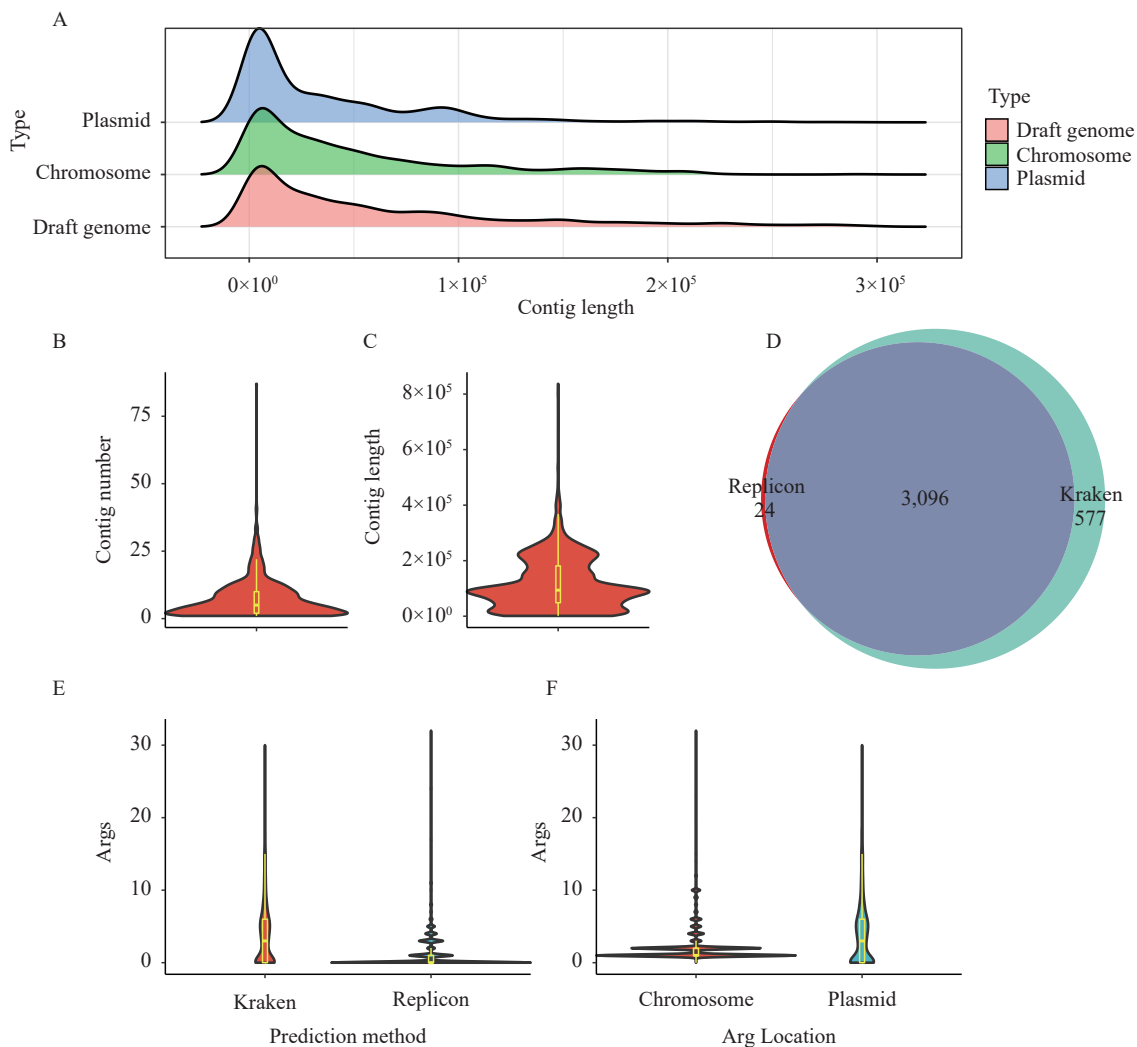 A
Type
Plasmid
Chromosome
Draft genome
0×10⁰
1×10⁵
2×10⁵
3×10⁵
Contig length
Type
Draft genome
Chromosome
Plasmid
B
Contig number
75
50
25
0
C
Contig length
8×10⁵
6×10⁵
4×10⁵
2×10⁵
0×10⁰
D
Replicon
24
3,096
Kraken
577
E
Args
30
20
10
0
Kraken
Replicon
Prediction method
F
Args
30
20
10
0
Chromosome
Plasmid
Arg Location